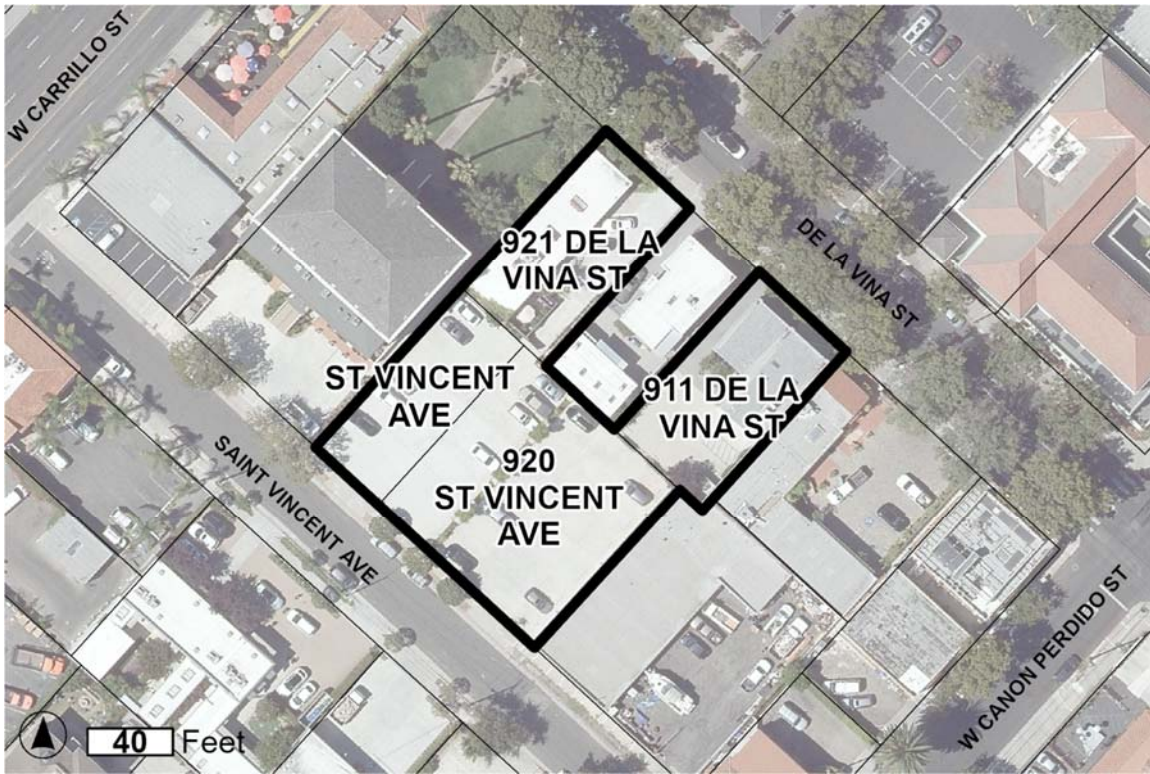 W CARRILLO ST
921 DE LA
VINA ST
DE LA VINA ST
ST VINCENT
AVE
911 DE LA
VINA ST
920
ST VINCENT
AVE
SAINT VINCENT AVE
W CANON PERDIDO ST
40 Feet